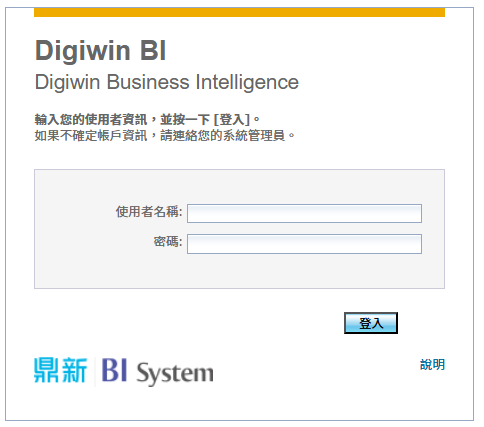 Digiwin BI
Digiwin Business Intelligence
輸入您的使用者資訊，並按一下 [登入]。
如果不確定帳戶資訊，請連絡您的系統管理員。
使用者名稱:
密碼:
登入
鼎新 BI System
說明